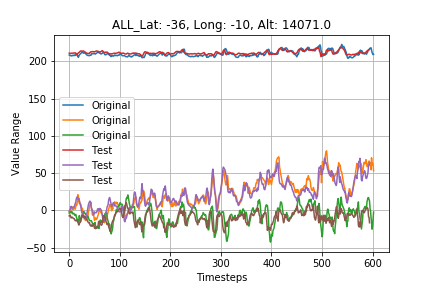 ALL_Lat: -36, Long: -10, Alt: 14071.0
Value Range
200
150
100
50
0
−50
Original
Original
Original
Test
Test
Test
0 100 200 300 400 500 600
Timesteps